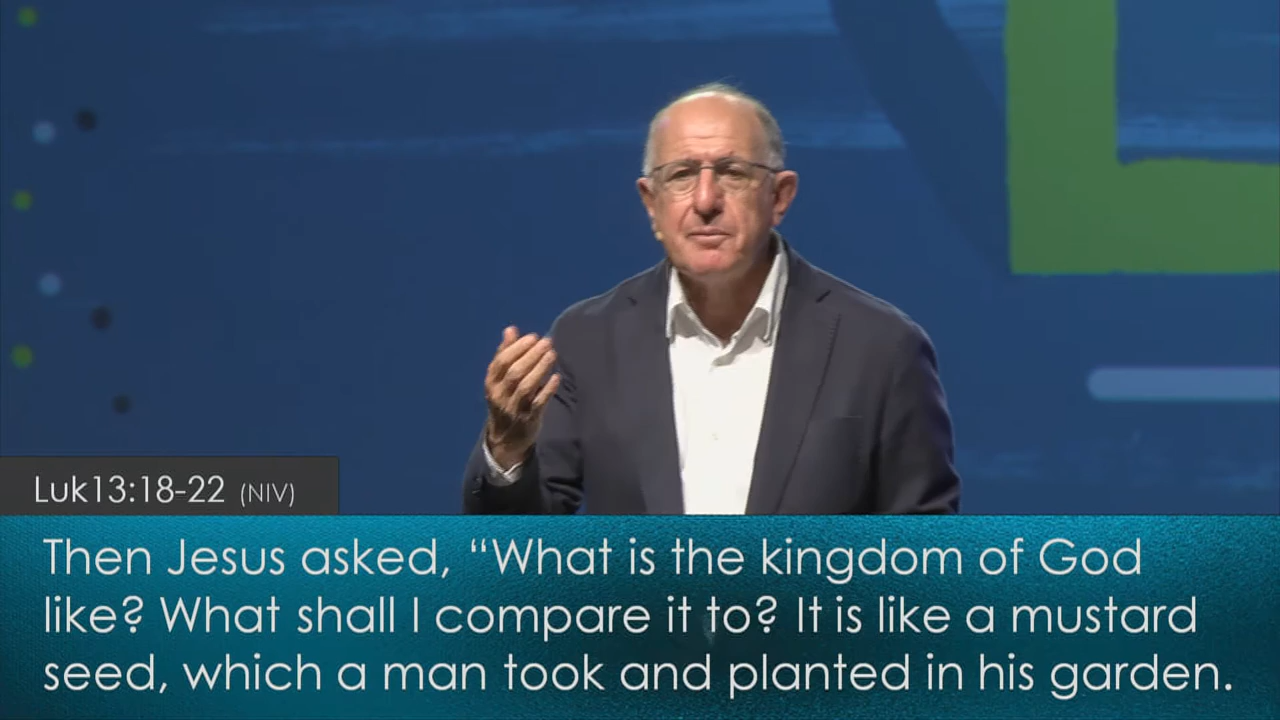 Luk13:18-22 (NIV)
Then Jesus asked, “What is the kingdom of God
like? What shall I compare it to? It is like a mustard
seed, which a man took and planted in his garden.